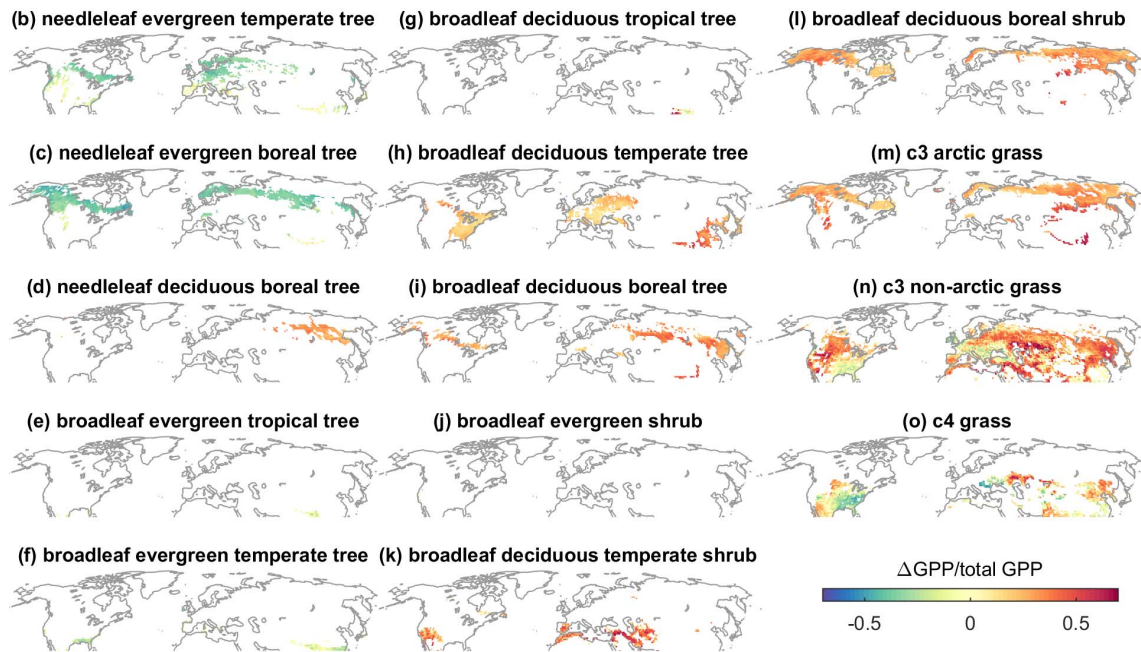 (b) needleleaf evergreen temperate tree
(g) broadleaf deciduous tropical tree
(l) broadleaf deciduous boreal shrub
(c) needleleaf evergreen boreal tree
(h) broadleaf deciduous temperate tree
(m) c3 arctic grass
(d) needleleaf deciduous boreal tree
(i) broadleaf deciduous boreal tree
(n) c3 non-arctic grass
(e) broadleaf evergreen tropical tree
(j) broadleaf evergreen shrub
(o) c4 grass
(f) broadleaf evergreen temperate tree
(k) broadleaf deciduous temperate shrub
ΔGPP/total GPP
-0.5 0 0.5